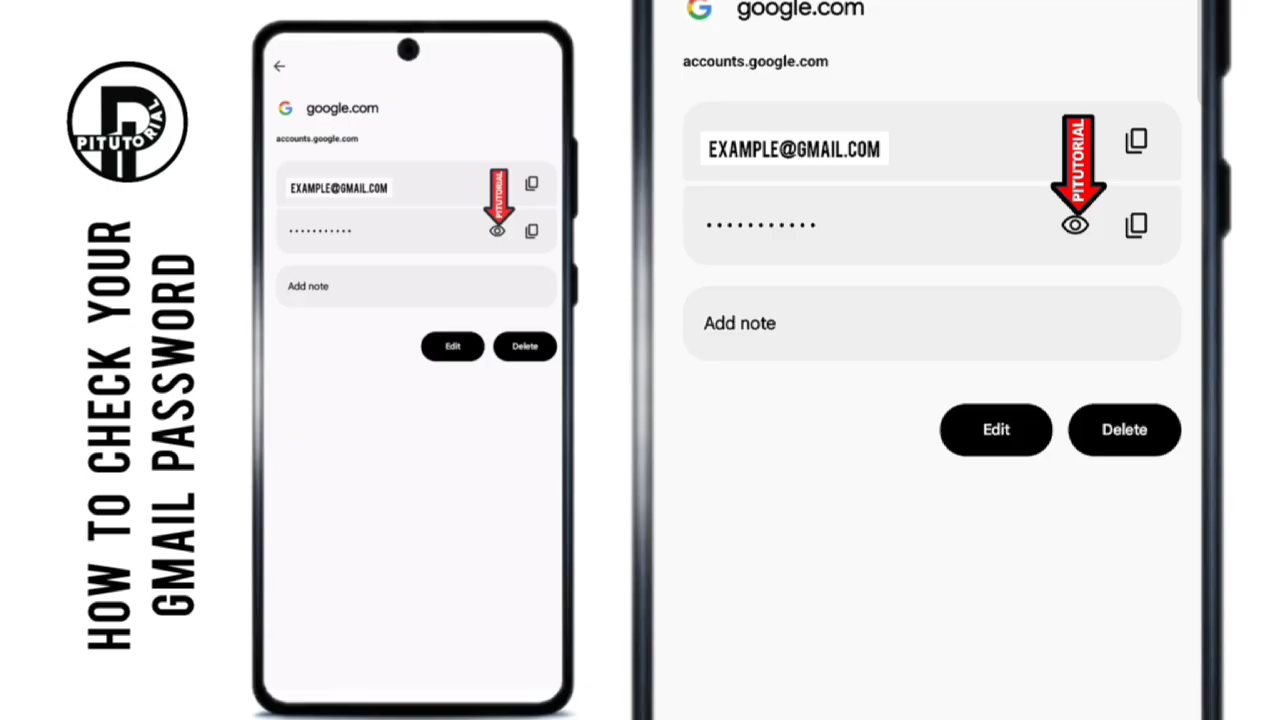 PITUTORIAL
HOW TO CHECK YOUR
GMAIL PASSWORD
google.com
accounts.google.com
EXAMPLE@GMAIL.COM
PITUTORIAL
•••••••••••
Add note
Edit
Delete
google.com
accounts.google.com
EXAMPLE@GMAIL.COM
PITUTORIAL
•••••••••••
Add note
Edit
Delete